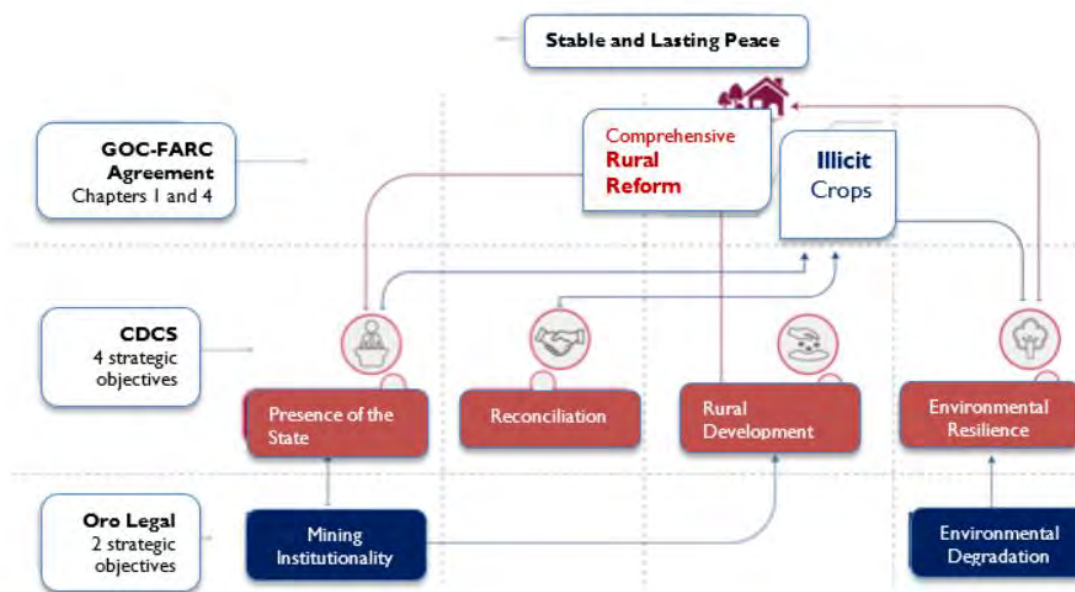 Stable and Lasting Peace
GOC-FARC
Agreement
Chapters 1 and 4
Comprehensive
Rural
Reform
Illicit
Crops
CDCS
4 strategic
objectives
Presence of the
State
Reconciliation
Rural
Development
Environmental
Resilience
Oro Legal
2 strategic
objectives
Mining
Institutionality
Environmental
Degradation